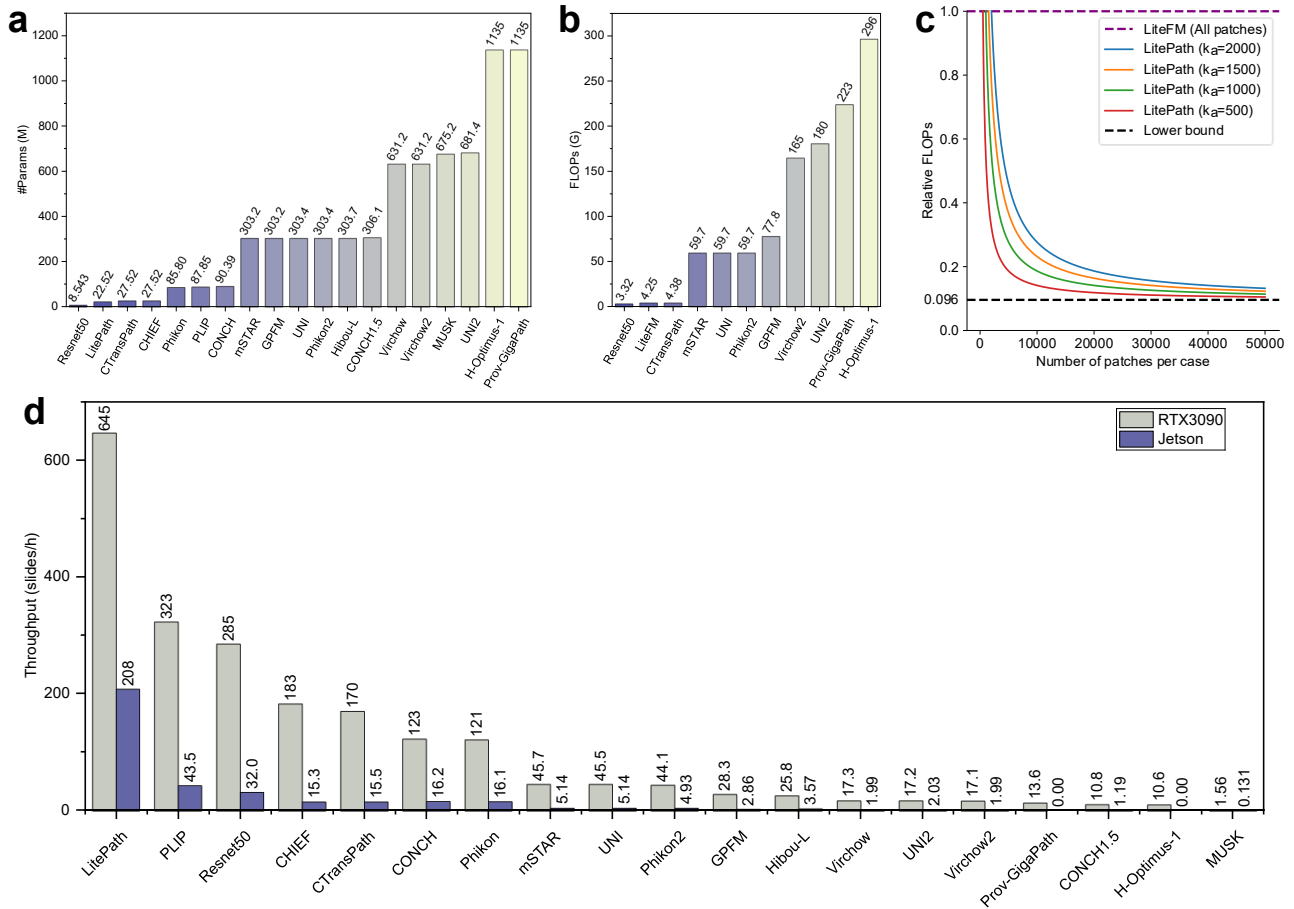 a
#Params (M)
1200
1000
800
600
400
200
0
8.543
22.52
27.52
27.52
85.80
87.85
90.39
303.2
303.2
303.4
303.4
303.7
306.1
631.2
631.2
675.2
681.4
1135
1135
Resnet50
LitePath
CTransPath
CHIEF
Phikon
PLIP
CONCH
mSTAR
GPFM
UNI
Phikon2
Hibou-L
CONCH1.5
Virchow
Virchow2
MUSK
UNI2
H-Optimus-1
Prov-GigaPath
b
FLOPs (G)
300
250
200
150
100
50
0
3.32
4.25
4.38
59.7
59.7
59.7
77.8
165
180
223
296
Resnet50
LiteFM
CTransPath
mSTAR
UNI
Phikon2
GPFM
Virchow2
UNI2
Prov-GigaPath
H-Optimus-1
c
Relative FLOPs
1.0
0.8
0.6
0.4
0.2
0.096
0.0
LiteFM (All patches)
LitePath (ka=2000)
LitePath (ka=1500)
LitePath (ka=1000)
LitePath (ka=500)
Lower bound
0 10000 20000 30000 40000 50000
Number of patches per case
d
Throughput (slides/h)
600
400
200
0
RTX3090
Jetson
645
208
323
43.5
285
32.0
183
15.3
170
15.5
123
16.2
121
16.1
45.7
5.14
45.5
5.14
44.1
4.93
28.3
2.86
25.8
3.57
17.3
1.99
17.2
2.03
17.1
1.99
13.6
0.00
10.8
1.19
10.6
0.00
1.56
0.131
LitePath
PLIP
Resnet50
CHIEF
CTransPath
CONCH
Phikon
mSTAR
UNI
Phikon2
GPFM
Hibou-L
Virchow
UNI2
Virchow2
Prov-GigaPath
CONCH1.5
H-Optimus-1
MUSK